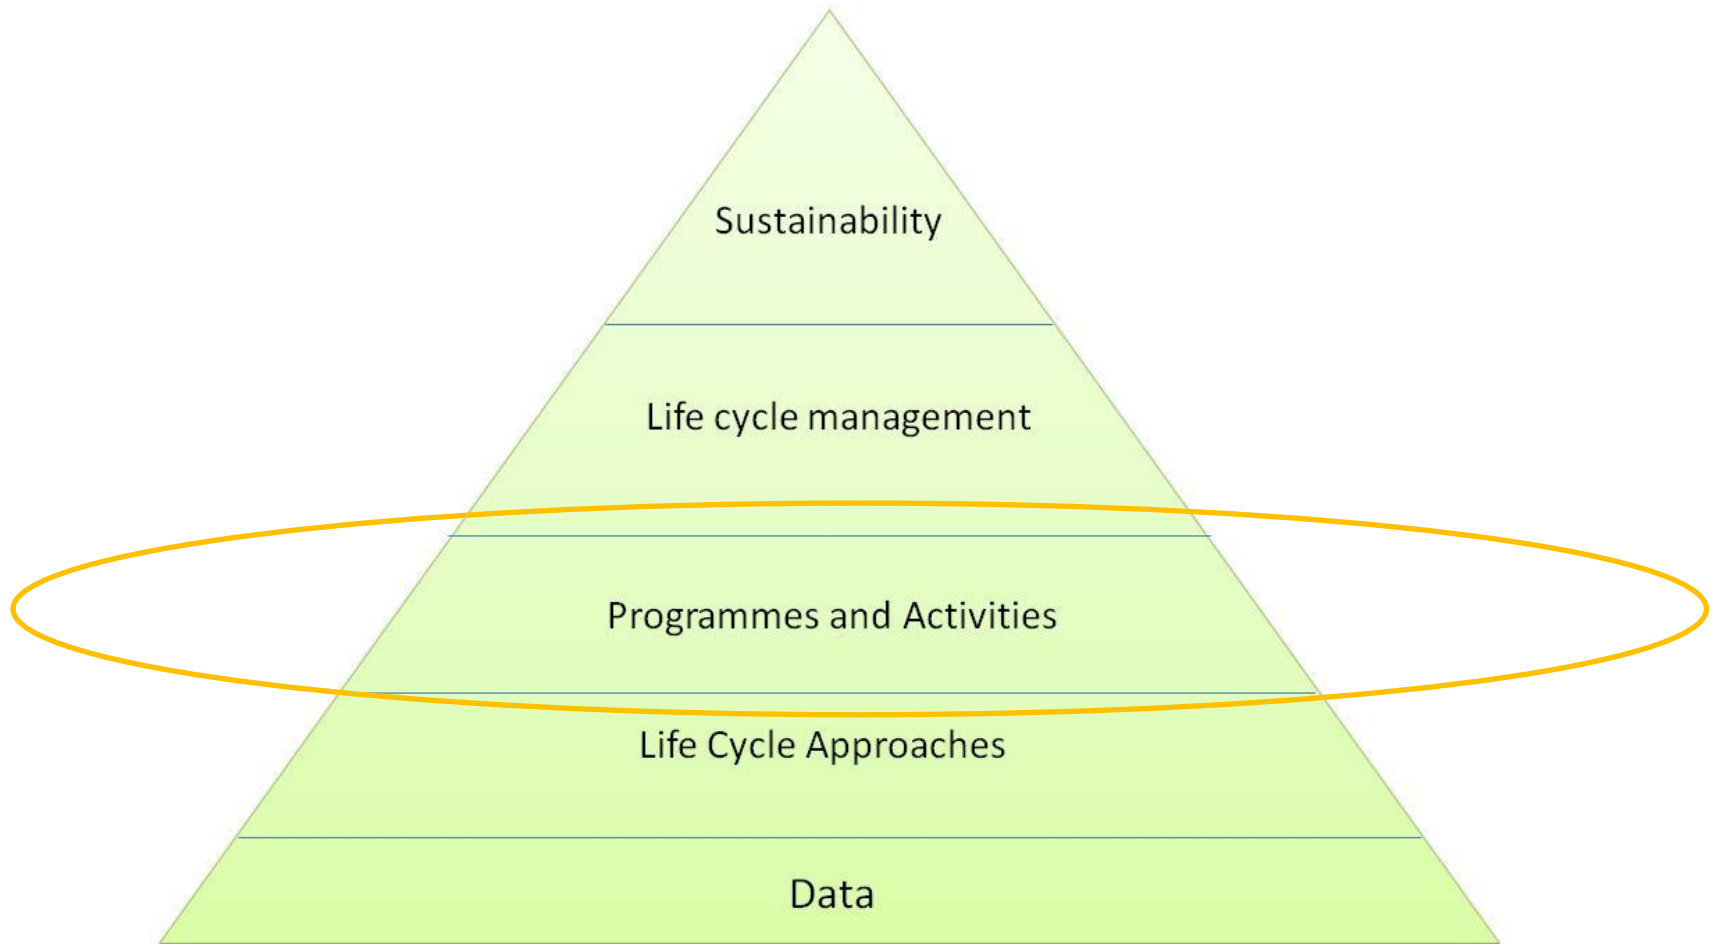 Sustainability
Life cycle management
Programmes and Activities
Life Cycle Approaches
Data